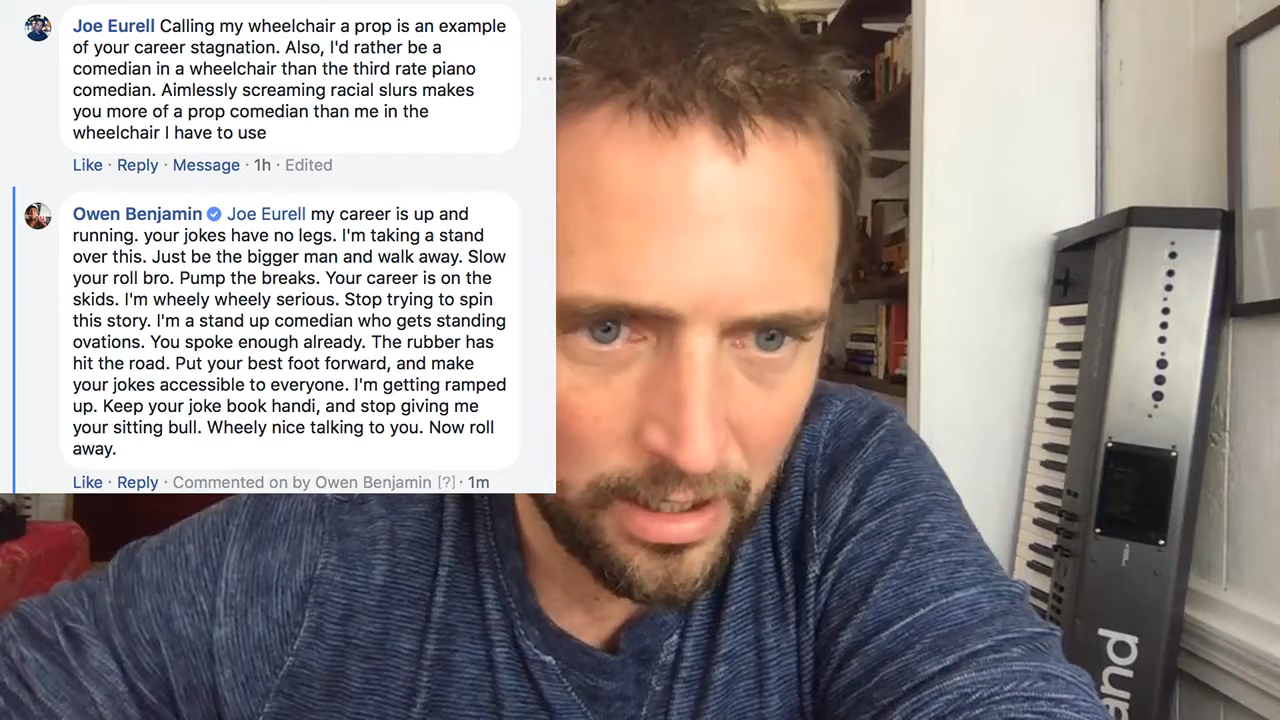 Joe Eurell Calling my wheelchair a prop is an example
of your career stagnation. Also, I'd rather be a
comedian in a wheelchair than the third rate piano
comedian. Aimlessly screaming racial slurs makes
you more of a prop comedian than me in the
wheelchair I have to use
Like · Reply · Message · 1h · Edited
Owen Benjamin Joe Eurell my career is up and
running. your jokes have no legs. I'm taking a stand
over this. Just be the bigger man and walk away. Slow
your roll bro. Pump the breaks. Your career is on the
skids. I'm wheely wheely serious. Stop trying to spin
this story. I'm a stand up comedian who gets standing
ovations. You spoke enough already. The rubber has
hit the road. Put your best foot forward, and make
your jokes accessible to everyone. I'm getting ramped
up. Keep your joke book handi, and stop giving me
your sitting bull. Wheely nice talking to you. Now roll
away.
Like · Reply · Commented on by Owen Benjamin [?] · 1m
and